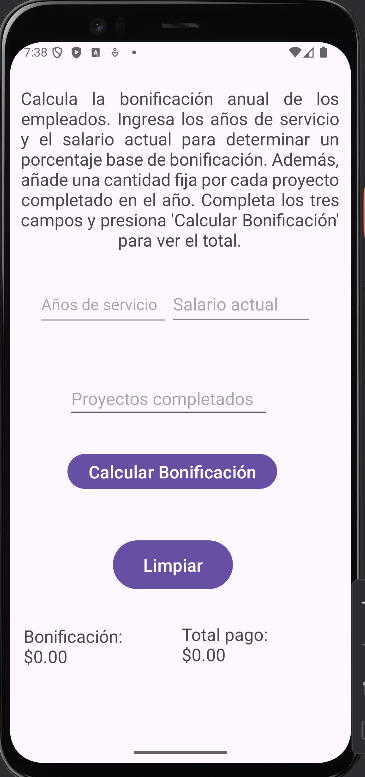 7:38
Calcula la bonificación anual de los
empleados. Ingresa los años de servicio
y el salario actual para determinar un
porcentaje base de bonificación. Además,
añade una cantidad fija por cada proyecto
completado en el año. Completa los tres
campos y presiona 'Calcular Bonificación'
para ver el total.
Años de servicio Salario actual
Proyectos completados
Calcular Bonificación
Limpiar
Bonificación: Total pago:
$0.00 $0.00